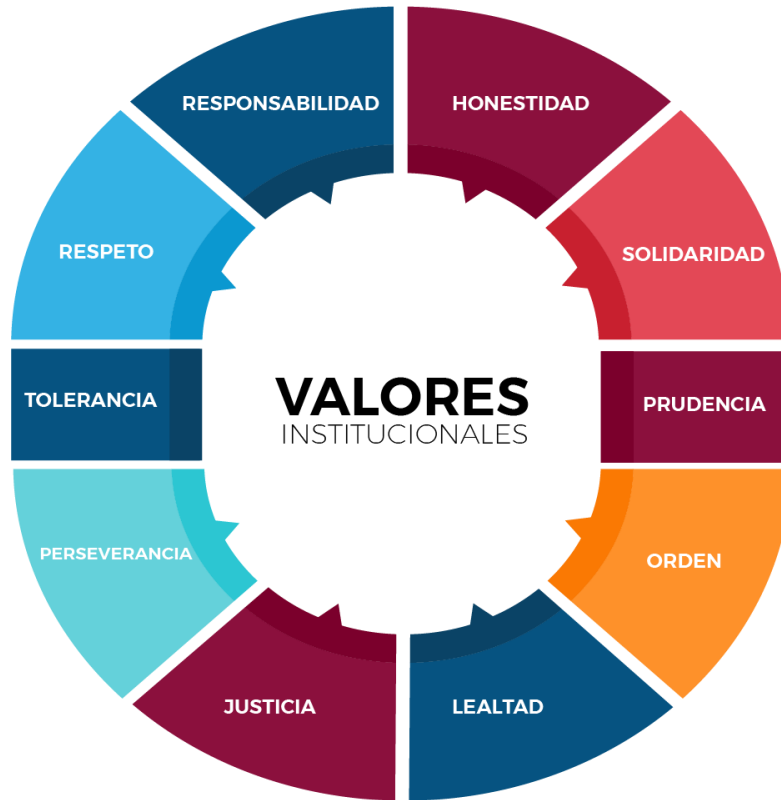 RESPONSABILIDAD
HONESTIDAD
SOLIDARIDAD
PRUDENCIA
ORDEN
LEALTAD
JUSTICIA
PERSEVERANCIA
TOLERANCIA
RESPETO
VALORES
INSTITUCIONALES